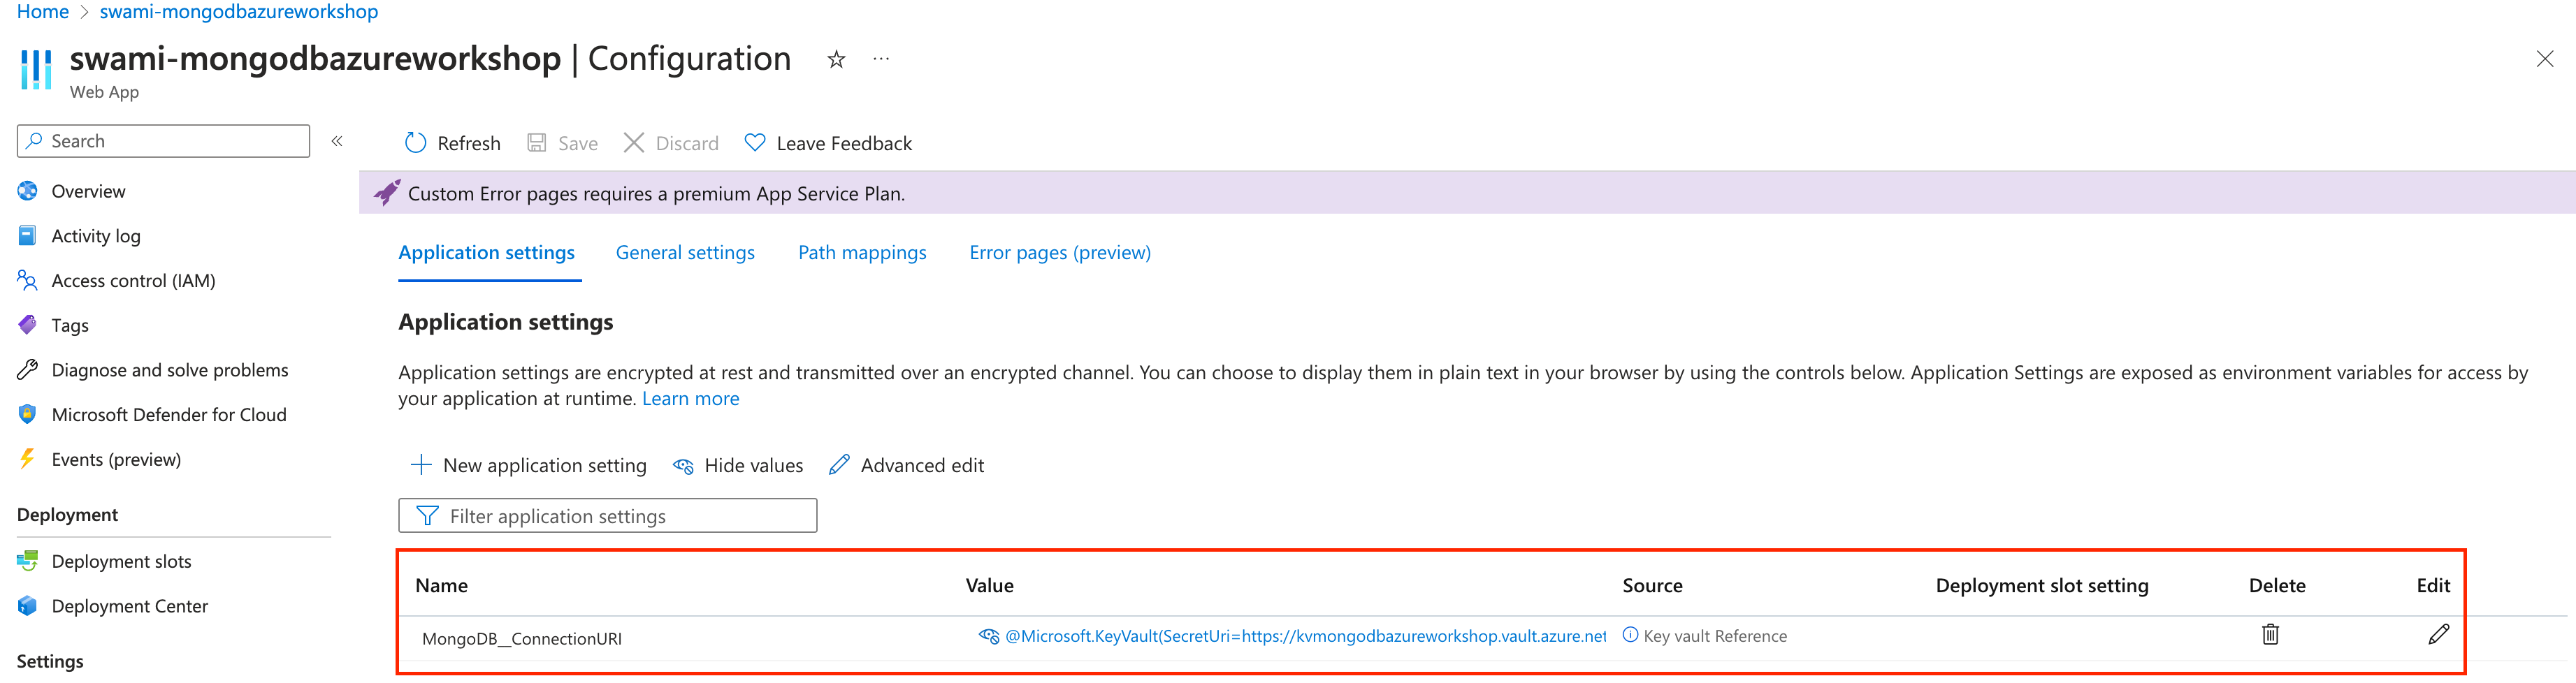 Home > swami-mongodbazureworkshop
swami-mongodbazureworkshop | Configuration ☆ ...
Web App
Search «
Refresh Save Discard Leave Feedback
Overview
Custom Error pages requires a premium App Service Plan.
Activity log
Application settings General settings Path mappings Error pages (preview)
Access control (IAM)
Tags
Application settings
Diagnose and solve problems
Application settings are encrypted at rest and transmitted over an encrypted channel. You can choose to display them in plain text in your browser by using the controls below. Application Settings are exposed as environment variables for access by
your application at runtime. Learn more
Microsoft Defender for Cloud
Events (preview)
New application setting Hide values Advanced edit
Deployment
Filter application settings
Deployment slots
Name Value Source Deployment slot setting Delete Edit
Deployment Center
MongoDB__ConnectionURI @Microsoft.KeyVault(SecretUri=https://kvmongodbazureworkshop.vault.azure.net Key vault Reference
Settings